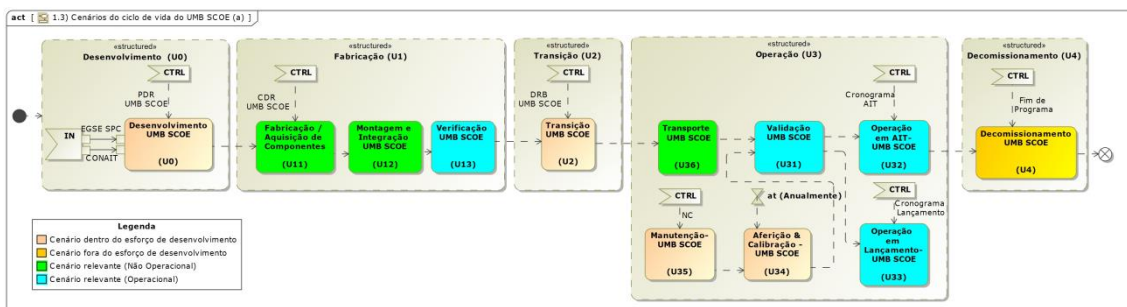 act [ 1.3) Cenários do ciclo de vida do UMB SCOE (a) ]
«structured»
Desenvolvimento (U0)
CTRL
PDR
UMB SCOE
IN
EGSE SPC
CONAIT
Desenvolvimento
UMB SCOE
(U0)
«structured»
Fabricação (U1)
CTRL
CDR
UMB SCOE
Fabricação /
Aquisição de
Componentes
(U11)
Montagem e
Integração
UMB SCOE
(U12)
Verificação
UMB SCOE
(U13)
«structured»
Transição (U2)
CTRL
DRB
UMB SCOE
Transição
UMB SCOE
(U2)
«structured»
Operação (U3)
CTRL
Cronograma
AIT
Transporte
UMB SCOE
(U36)
Validação
UMB SCOE
(U31)
Operação
em AIT-
UMB SCOE
(U32)
CTRL
NC
at (Anualmente)
CTRL
Cronograma
Lançamento
Manutenção-
UMB SCOE
(U35)
Aferição &
Calibração -
UMB SCOE
(U34)
Operação
em
Lançamento-
UMB SCOE
(U33)
«structured»
Decomissionamento (U4)
CTRL
Fim de
Programa
Decomissionamento
UMB SCOE
(U4)
Legenda
Cenário dentro do esforço de desenvolvimento
Cenário fora do esforço de desenvolvimento
Cenário relevante (Não Operacional)
Cenário relevante (Operacional)